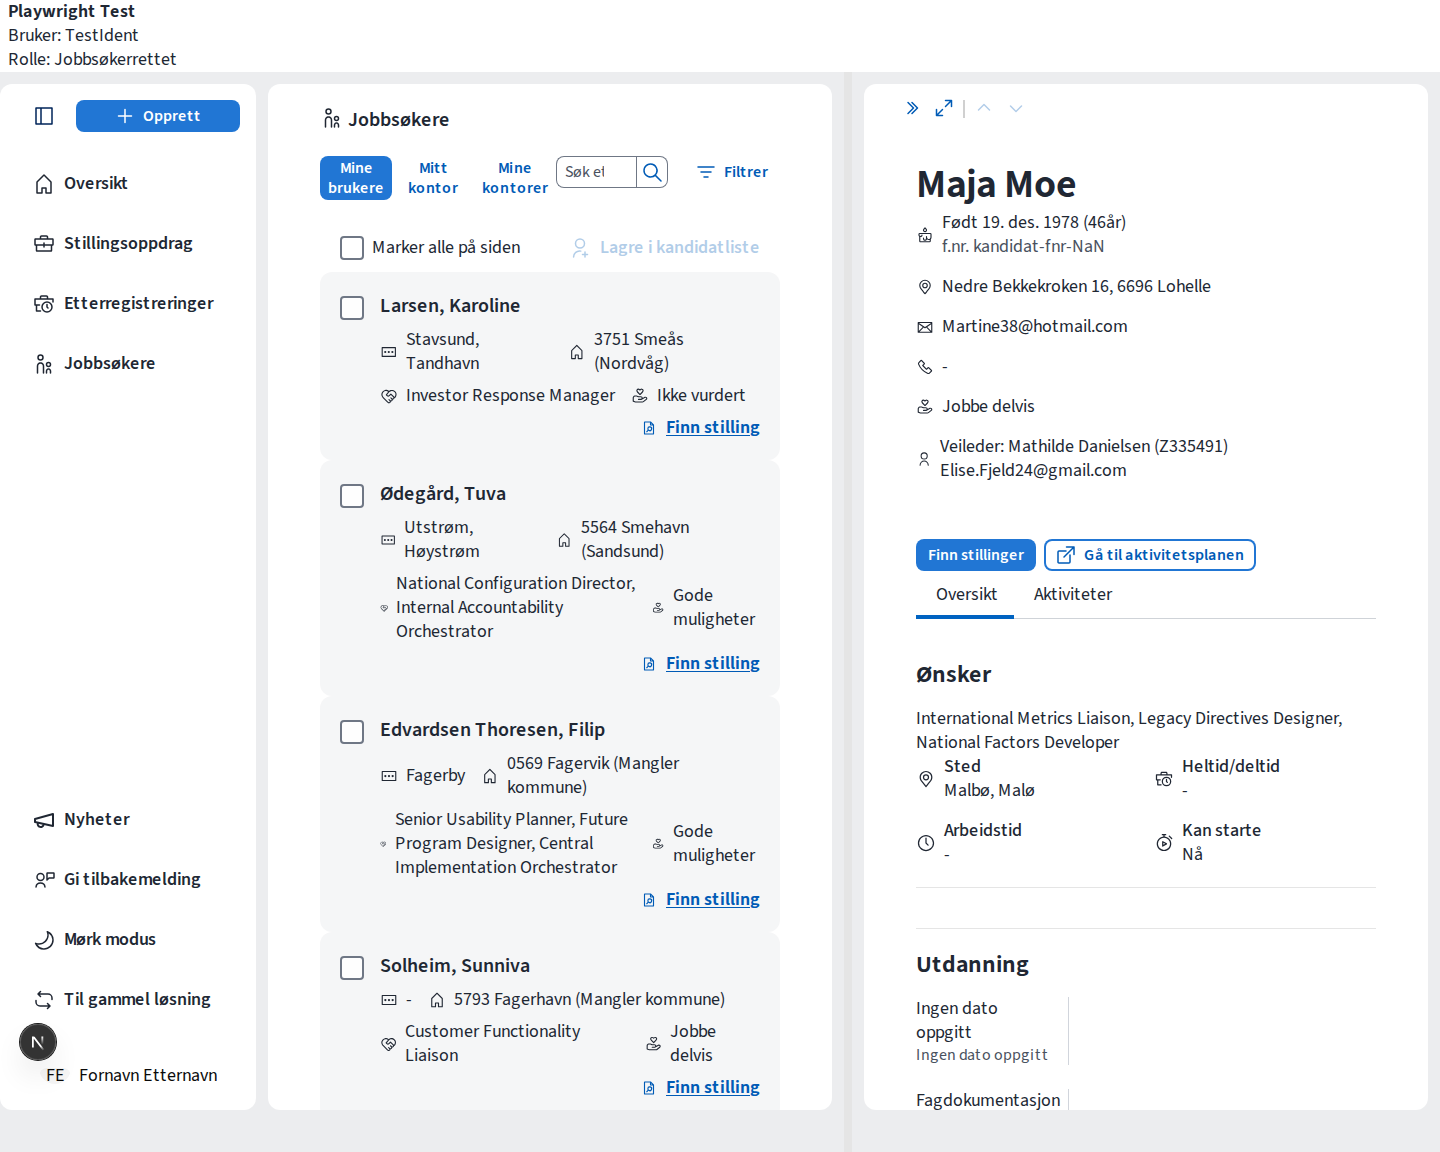 Playwright Test
Bruker: TestIdent
Rolle: Jobbsøkerrettet
Opprett
Oversikt
Stillingsoppdrag
Etterregistreringer
Jobbsøkere
Nyheter
Gi tilbakemelding
Mørk modus
Til gammel løsning
N
FE Fornavn Etternavn
Jobbsøkere
Mine
brukere
Mitt
kontor
Mine
kontorer
Søk et
Filtrer
Marker alle på siden
Lagre i kandidatliste
Larsen, Karoline
Stavsund,
Tandhavn
3751 Smeås
(Nordvåg)
Investor Response Manager
Ikke vurdert
Finn stilling
Ødegård, Tuva
Utstrøm,
Høystrøm
5564 Smehavn
(Sandsund)
National Configuration Director,
Internal Accountability
Orchestrator
Gode
muligheter
Finn stilling
Edvardsen Thoresen, Filip
Fagerby
0569 Fagervik (Mangler
kommune)
Senior Usability Planner, Future
Program Designer, Central
Implementation Orchestrator
Gode
muligheter
Finn stilling
Solheim, Sunniva
-
5793 Fagerhavn (Mangler kommune)
Customer Functionality
Liaison
Jobbe
delvis
Finn stilling
Maja Moe
Født 19. des. 1978 (46år)
f.nr. kandidat-fnr-NaN
Nedre Bekkekroken 16, 6696 Lohelle
Martine38@hotmail.com
-
Jobbe delvis
Veileder: Mathilde Danielsen (Z335491)
Elise.Fjeld24@gmail.com
Finn stillinger
Gå til aktivitetsplanen
Oversikt
Aktiviteter
Ønsker
International Metrics Liaison, Legacy Directives Designer,
National Factors Developer
Sted
Malbø, Malø
Heltid/deltid
-
Arbeidstid
-
Kan starte
Nå
Utdanning
Ingen dato
oppgitt
Ingen dato oppgitt
Fagdokumentasjon